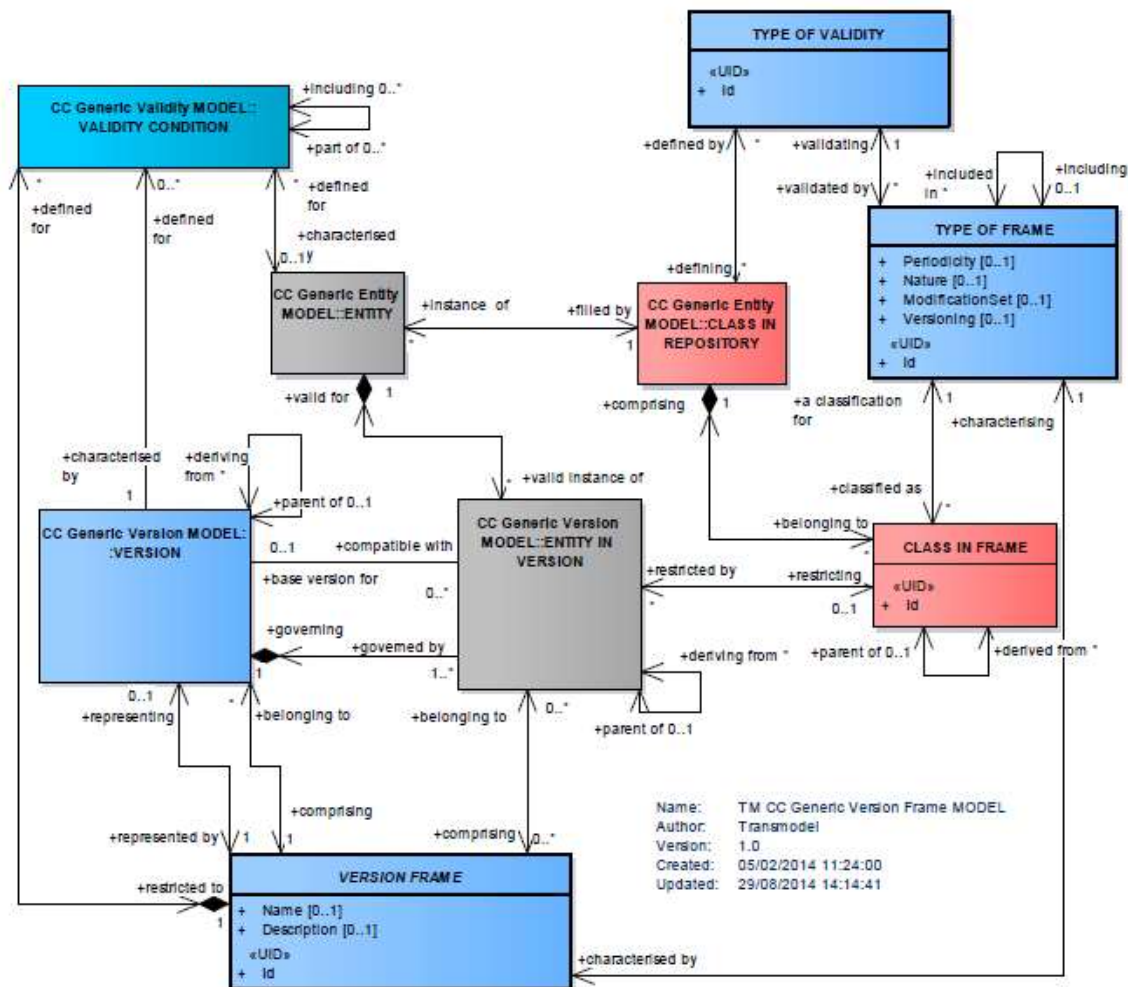 TYPE OF VALIDITY
«UID»
+ Id
CC Generic Validity MODEL::
VALIDITY CONDITION
+including 0..*
+part of 0..*
+defined by
*
+validating
1
+validated by
*
+included
in *
+including
0..1
*
+defined
for
0..*
+defined
for
*
+defined
for
+characterised
0..1
y
TYPE OF FRAME
+ Periodicity [0..1]
+ Nature [0..1]
+ ModificationSet [0..1]
+ Versioning [0..1]
«UID»
+ Id
+defining
*
CC Generic Entity
MODEL::ENTITY
+instance of
*
+filled by
1
CC Generic Entity
MODEL::CLASS IN
REPOSITORY
+valid for
1
+comprising
1
+a classification
for
1
+characterising
1
+characterised
by
1
+deriving
from *
+parent of 0..1
+valid instance of
*
+classified as
*
+belonging to
*
CC Generic Version MODEL:
:VERSION
CC Generic Version
MODEL::ENTITY IN
VERSION
CLASS IN FRAME
«UID»
+ Id
0..1
+compatible with
+base version for
0..*
+restricted by
*
+restricting
0..1
+governing
1
+governed by
1..*
+deriving from *
+parent of 0..1
+parent of 0..1
+derived from *
0..1
+representing
*
+belonging to
+belonging to
0..*
+represented by
1
+comprising
1
+comprising
0..*
Name: TM CC Generic Version Frame MODEL
Author: Transmodel
Version: 1.0
Created: 05/02/2014 11:24:00
Updated: 29/08/2014 14:14:41
+restricted to
1
VERSION FRAME
+ Name [0..1]
+ Description [0..1]
«UID»
+ Id
+characterised by
*